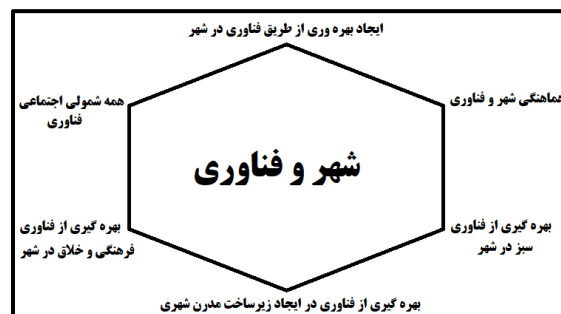 ایجاد بهره وری از طریق فناوری در شهر
هماهنگی شهر و فناوری
همه شمولی اجتماعی
فناوری
شهر و فناوری
بهره گیری از فناوری
سبز در شهر
بهره گیری از فناوری
فرهنگی و خلاق در شهر
بهره گیری از فناوری در ایجاد زیرساخت مدرن شهری